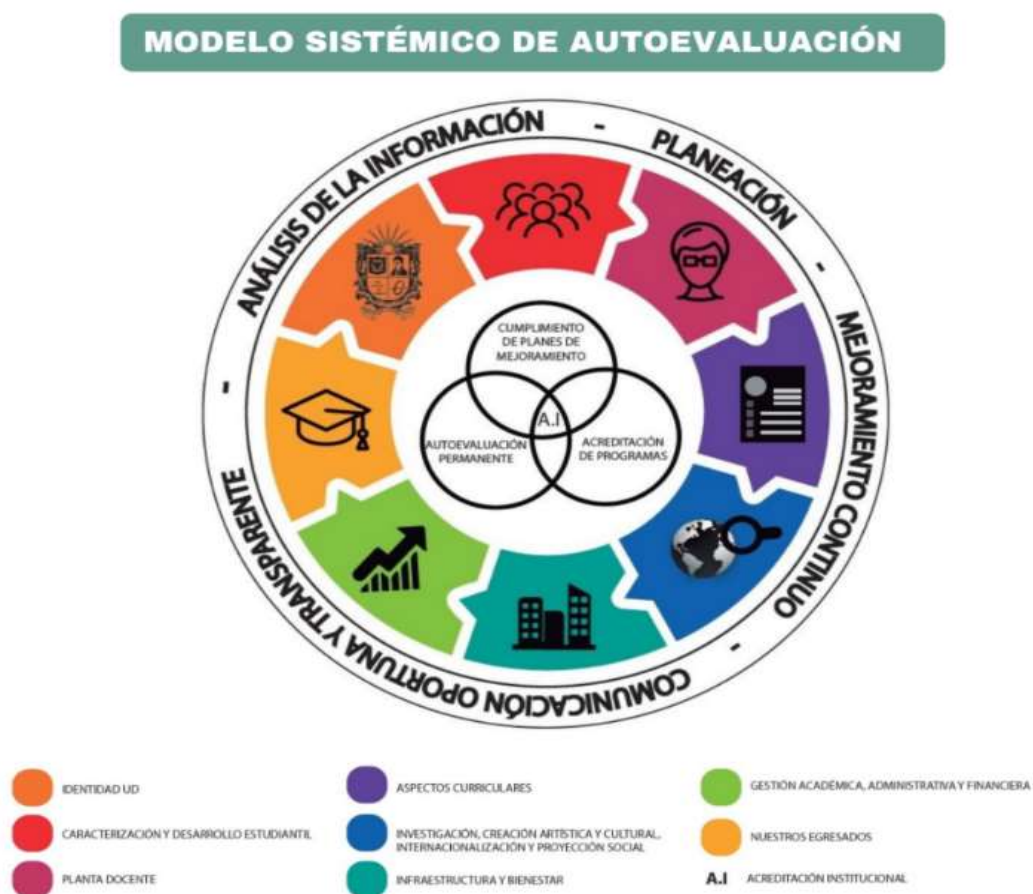 MODELO SISTÉMICO DE AUTOEVALUACIÓN
ANÁLISIS DE LA INFORMACIÓN - PLANEACIÓN - MEJORAMIENTO CONTINUO - COMUNICACIÓN OPORTUNA Y TRANSPARENTE -
CUMPLIMIENTO
DE PLANES DE
MEJORAMIENTO
A.I
AUTOEVALUACIÓN
PERMANENTE
ACREDITACIÓN
DE PROGRAMAS
IDENTIDAD UD
CARACTERIZACIÓN Y DESARROLLO ESTUDIANTIL
PLANTA DOCENTE
ASPECTOS CURRICULARES
INVESTIGACIÓN, CREACIÓN ARTÍSTICA Y CULTURAL,
INTERNACIONALIZACIÓN Y PROYECCIÓN SOCIAL
INFRAESTRUCTURA Y BIENESTAR
GESTIÓN ACADÉMICA, ADMINISTRATIVA Y FINANCIERA
NUESTROS EGRESADOS
A.I ACREDITACIÓN INSTITUCIONAL